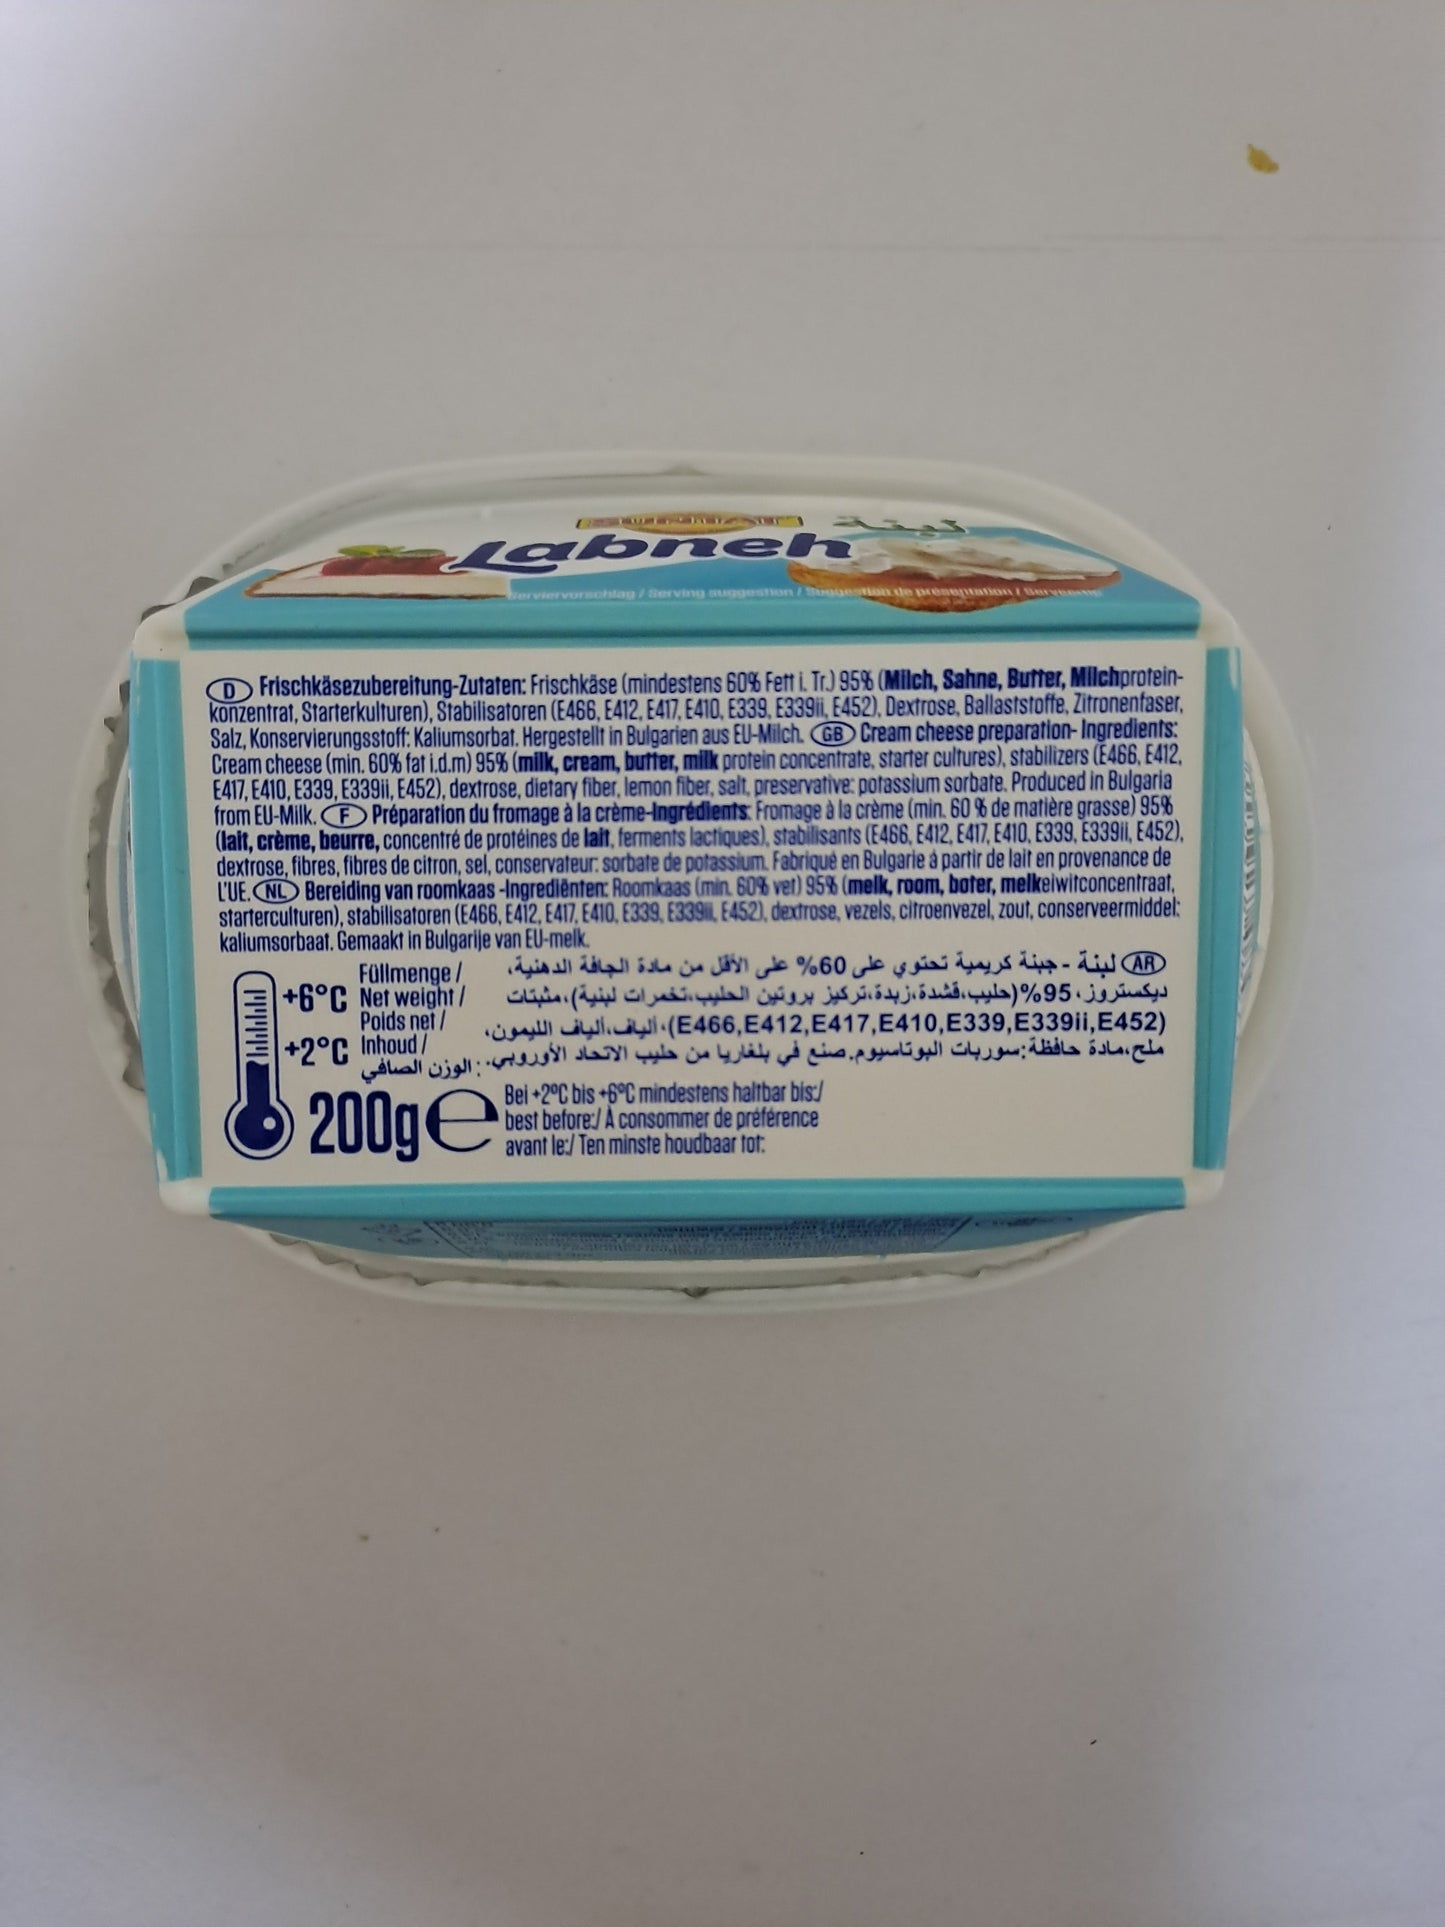 SUNTAT لبنة
Labneh
Serviervorschlag / Serving suggestion / Suggestion de présentation /
D Frischkäsezubereitung-Zutaten: Frischkäse (mindestens 60% Fett i. Tr.) 95% (Milch, Sahne, Butter, Milchprotein-
konzentrat, Starterkulturen), Stabilisatoren (E466, E412, E417, E410, E339, E339ii, E452), Dextrose, Ballaststoffe, Zitronenfaser,
Salz, Konservierungsstoff: Kaliumsorbat. Hergestellt in Bulgarien aus EU-Milch. GB Cream cheese preparation- Ingredients:
Cream cheese (min. 60% fat i.d.m) 95% (milk, cream, butter, milk protein concentrate, starter cultures), stabilizers (E466, E412,
E417, E410, E339, E339ii, E452), dextrose, dietary fiber, lemon fiber, salt, preservative: potassium sorbate. Produced in Bulgaria
from EU-Milk. F Préparation du fromage à la crème-Ingrédients: Fromage à la crème (min. 60 % de matière grasse) 95%
(lait, crème, beurre, concentré de protéines de lait, ferments lactiques), stabilisants (E466, E412, E417, E410, E339, E339ii, E452),
dextrose, fibres, fibres de citron, sel, conservateur: sorbate de potassium. Fabriqué en Bulgarie á partir de lait en provenance de
L'UE. NL Bereiding van roomkaas -Ingrediënten: Roomkaas (min. 60% vet) 95% (melk, room, boter, melkeiwitconcentraat,
starterculturen), stabilisatoren (E466, E412, E417, E410, E339, E339ii, E452), dextrose, vezels, citroenvezel, zout, conserveermiddel:
kaliumsorbaat. Gemaakt in Bulgarije van EU-melk.
AR لبنة - جبنة كريمية تحتوي على 60% على الأقل من مادة الجافة الدهنية،
ديكستروز، 95%(حليب،قشدة،زبدة،تركيز بروتين الحليب،تخمرات لبنية)،مثبتات
(E466,E412,E417,E410,E339,E339ii,E452)،ألياف،ألياف الليمون،
ملح،مادة حافظة:سوربات البوتاسيوم.صنع في بلغاريا من حليب الاتحاد الأوروبي.
+6°C
+2°C
Füllmenge /
Net weight /
Poids net /
Inhoud /
الوزن الصافي:
200g e
Bei +2°C bis +6°C mindestens haltbar bis:/
best before:/ À consommer de préférence
avant le:/ Ten minste houdbaar tot: